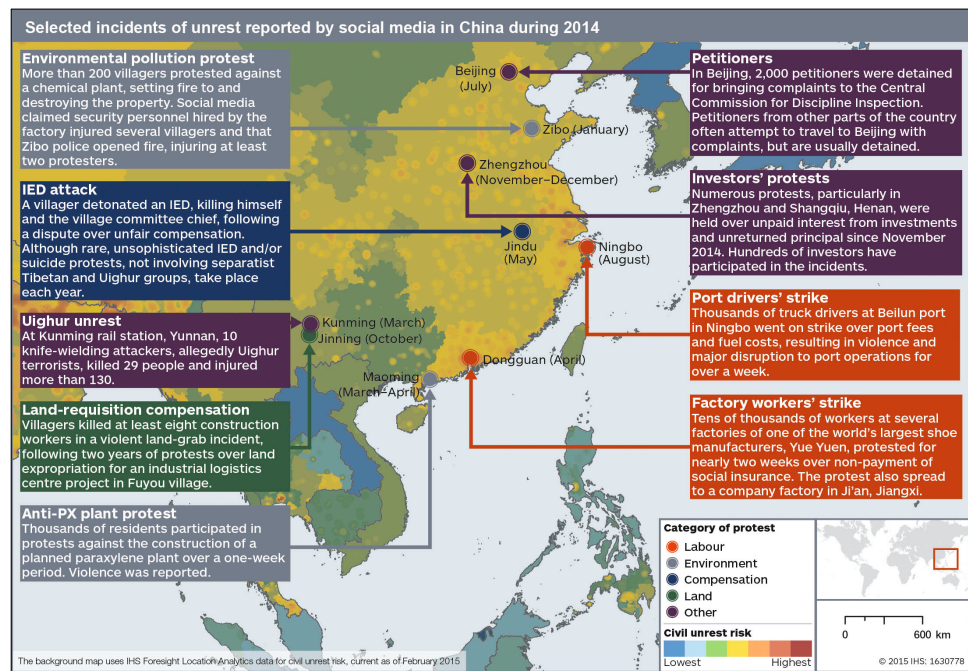 Selected incidents of unrest reported by social media in China during 2014
Environmental pollution protest
More than 200 villagers protested against
a chemical plant, setting fire to and
destroying the property. Social media
claimed security personnel hired by the
factory injured several villagers and that
Zibo police opened fire, injuring at least
two protesters.
IED attack
A villager detonated an IED, killing himself
and the village committee chief, following
a dispute over unfair compensation.
Although rare, unsophisticated IED and/or
suicide protests, not involving separatist
Tibetan and Uighur groups, take place
each year.
Uighur unrest
At Kunming rail station, Yunnan, 10
knife-wielding attackers, allegedly Uighur
terrorists, killed 29 people and injured
more than 130.
Land-requisition compensation
Villagers killed at least eight construction
workers in a violent land-grab incident,
following two years of protests over land
expropriation for an industrial logistics
centre project in Fuyou village.
Anti-PX plant protest
Thousands of residents participated in
protests against the construction of a
planned paraxylene plant over a one-week
period. Violence was reported.
Beijing
(July)
Zibo (January)
Zhengzhou
(November–December)
Jindu
(May)
Ningbo
(August)
Kunming (March)
Jinning (October)
Dongguan (April)
Maoming
(March–April)
Petitioners
In Beijing, 2,000 petitioners were detained
for bringing complaints to the Central
Commission for Discipline Inspection.
Petitioners from other parts of the country
often attempt to travel to Beijing with
complaints, but are usually detained.
Investors' protests
Numerous protests, particularly in
Zhengzhou and Shangqiu, Henan, were
held over unpaid interest from investments
and unreturned principal since November
2014. Hundreds of investors have
participated in the incidents.
Port drivers' strike
Thousands of truck drivers at Beilun port
in Ningbo went on strike over port fees
and fuel costs, resulting in violence and
major disruption to port operations for
over a week.
Factory workers' strike
Tens of thousands of workers at several
factories of one of the world's largest shoe
manufacturers, Yue Yuen, protested for
nearly two weeks over non-payment of
social insurance. The protest also spread
to a company factory in Ji'an, Jiangxi.
Category of protest
Labour
Environment
Compensation
Land
Other
Civil unrest risk
Lowest Highest
0 600 km
The background map uses IHS Foresight Location Analytics data for civil unrest risk, current as of February 2015
© 2015 IHS: 1630778